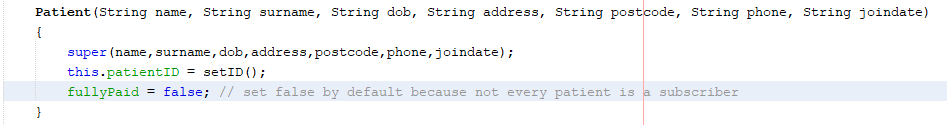 Patient(String name, String surname, String dob, String address, String postcode, String phone, String joindate)
{
super(name,surname,dob,address,postcode,phone,joindate);
this.patientID = setID();
fullyPaid = false; // set false by default because not every patient is a subscriber
}